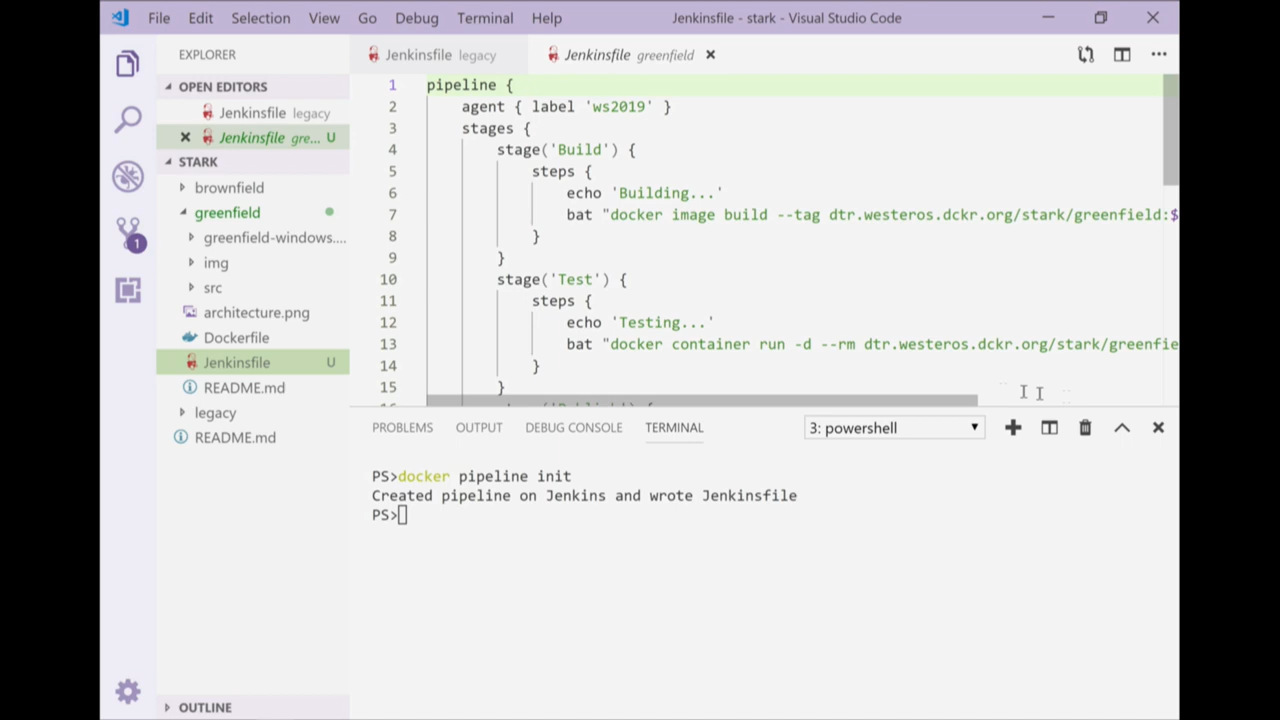 File Edit Selection View Go Debug Terminal Help Jenkinsfile - stark - Visual Studio Code
EXPLORER
OPEN EDITORS
Jenkinsfile legacy
Jenkinsfile gre... U
STARK
brownfield
greenfield
greenfield-windows....
img
src
architecture.png
Dockerfile
Jenkinsfile U
README.md
legacy
README.md
OUTLINE
1
Jenkinsfile legacy Jenkinsfile greenfield
1 pipeline {
2 agent { label 'ws2019' }
3 stages {
4 stage('Build') {
5 steps {
6 echo 'Building...'
7 bat "docker image build --tag dtr.westeros.dckr.org/stark/greenfield:$
8 }
9 }
10 stage('Test') {
11 steps {
12 echo 'Testing...'
13 bat "docker container run -d --rm dtr.westeros.dckr.org/stark/greenfie
14 }
15 }
PROBLEMS OUTPUT DEBUG CONSOLE TERMINAL 3: powershell
PS>docker pipeline init
Created pipeline on Jenkins and wrote Jenkinsfile
PS>